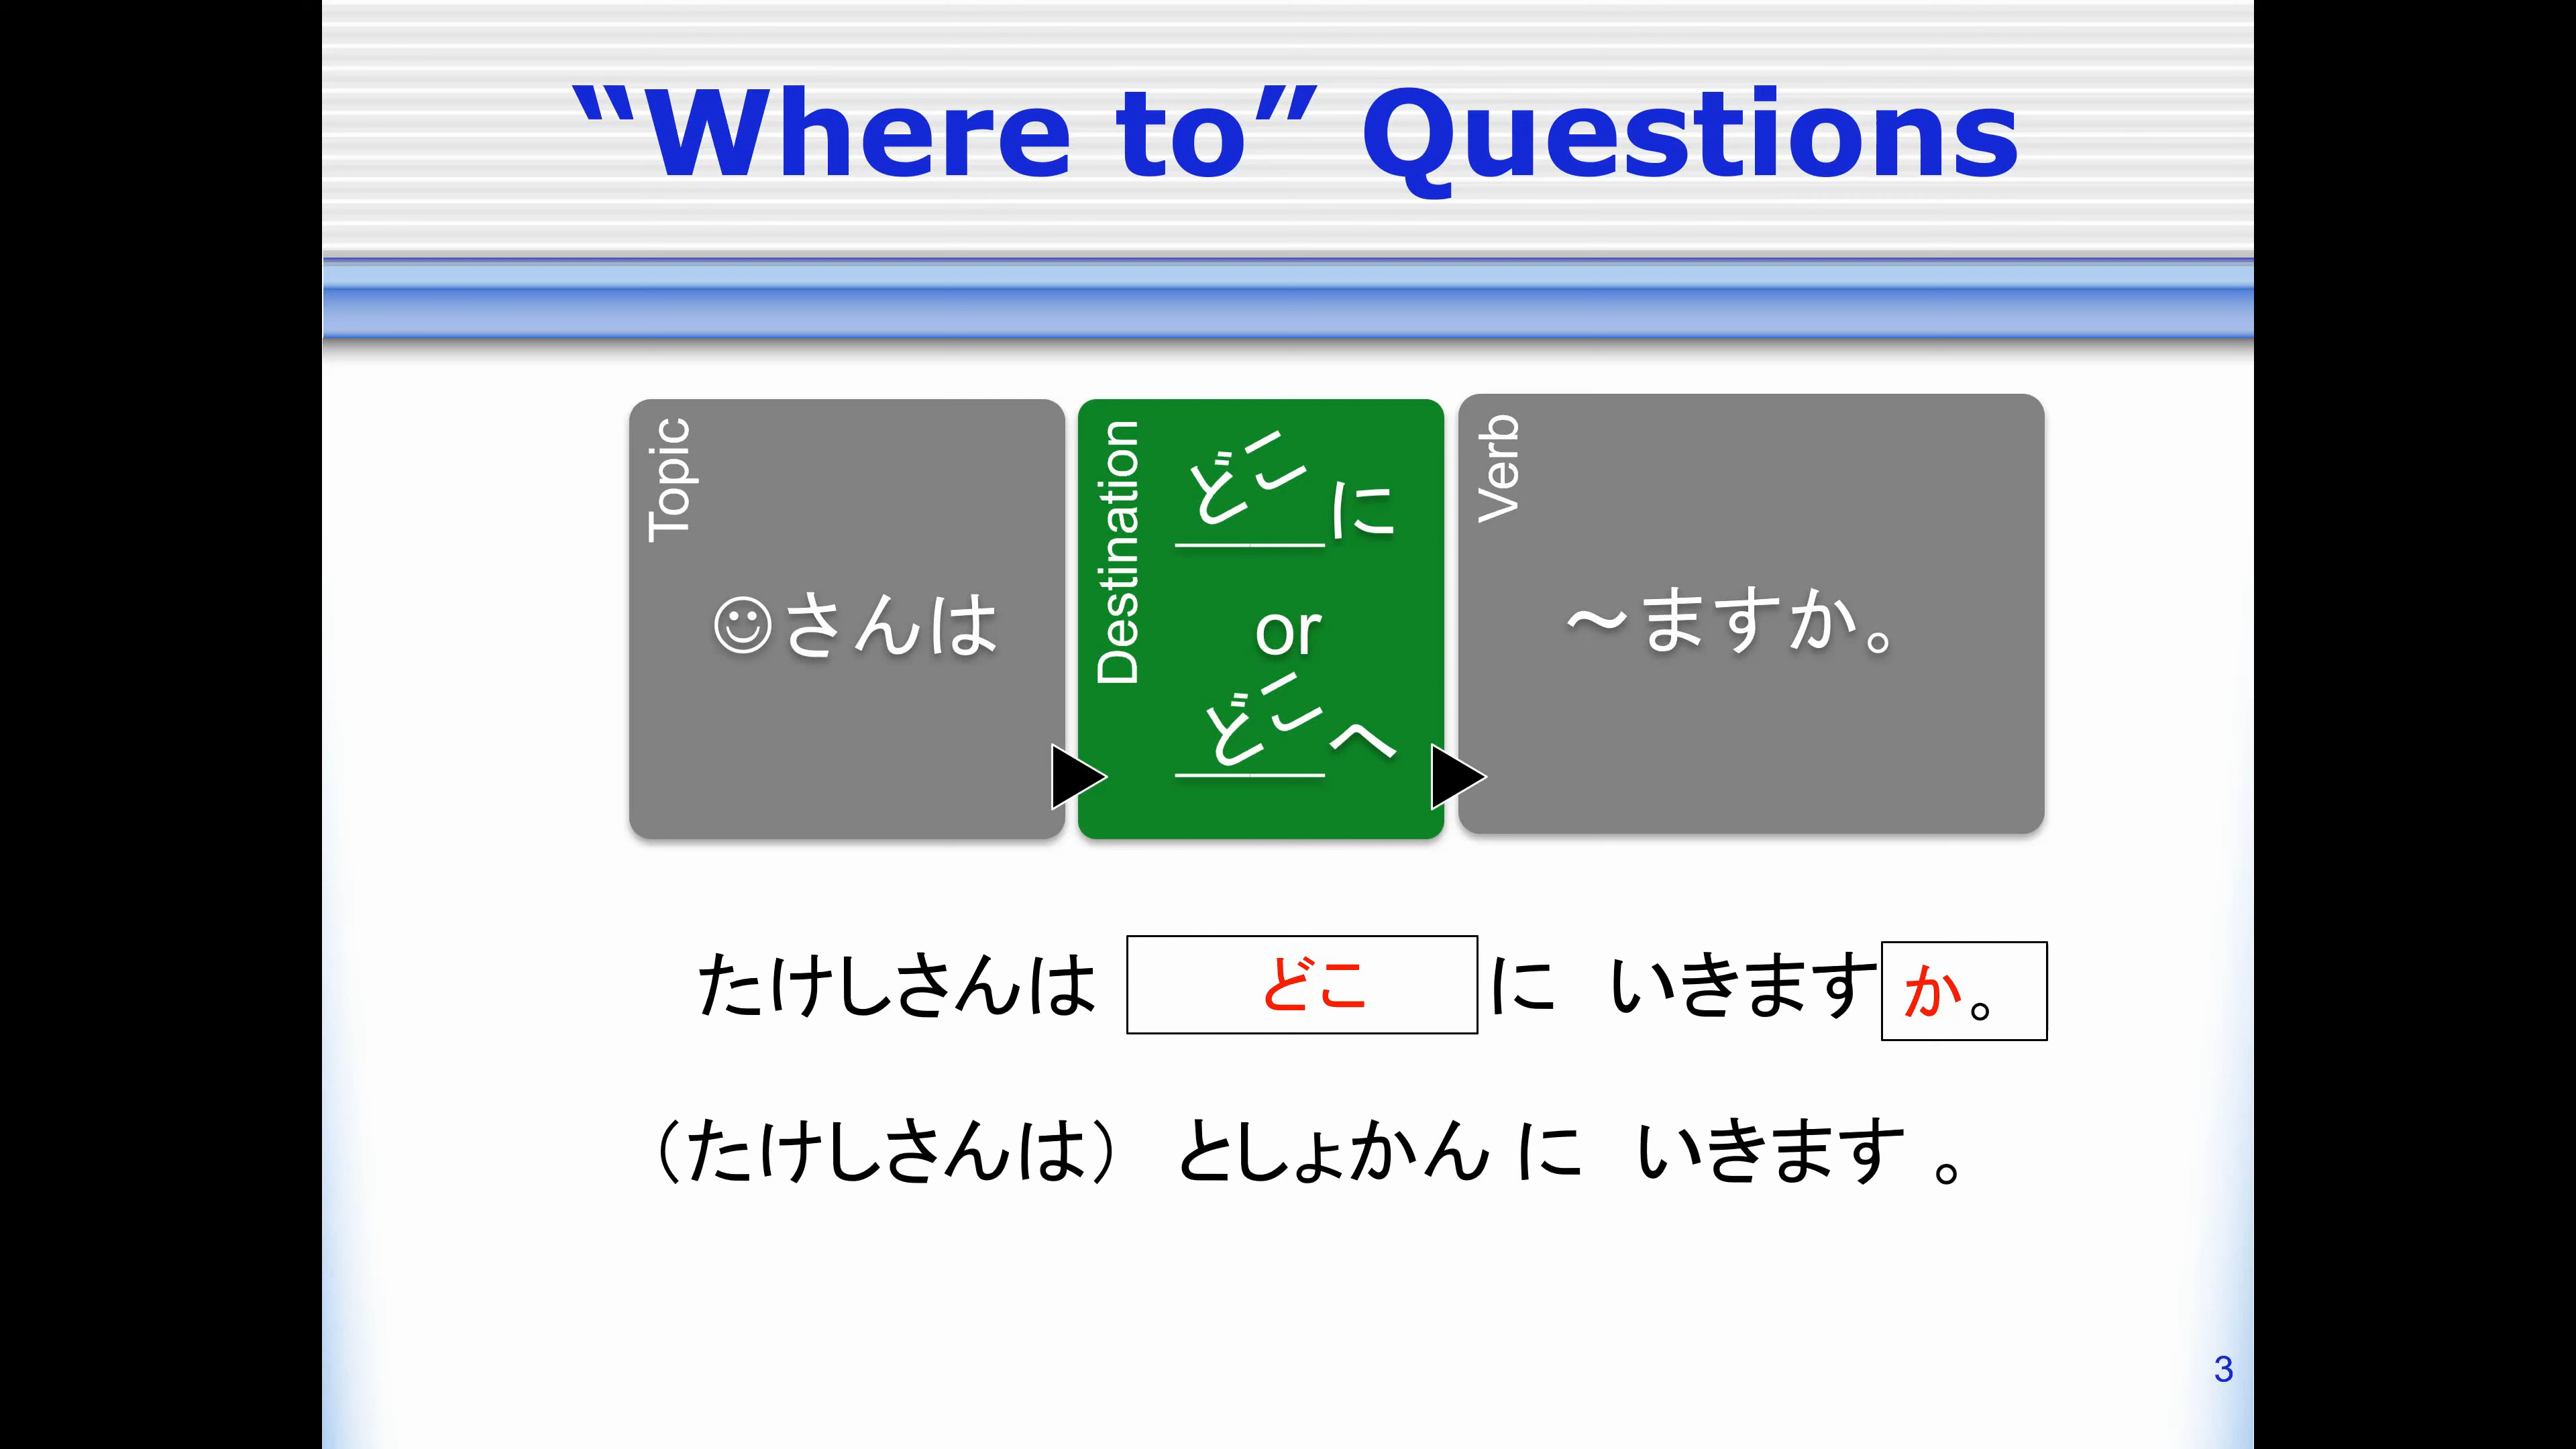 “Where to” Questions
Topic
☺さんは
Destination
どこに
or
どこへ
Verb
～ますか。
たけしさんは どこ に いきますか。
（たけしさんは） としょかん に いきます 。
3